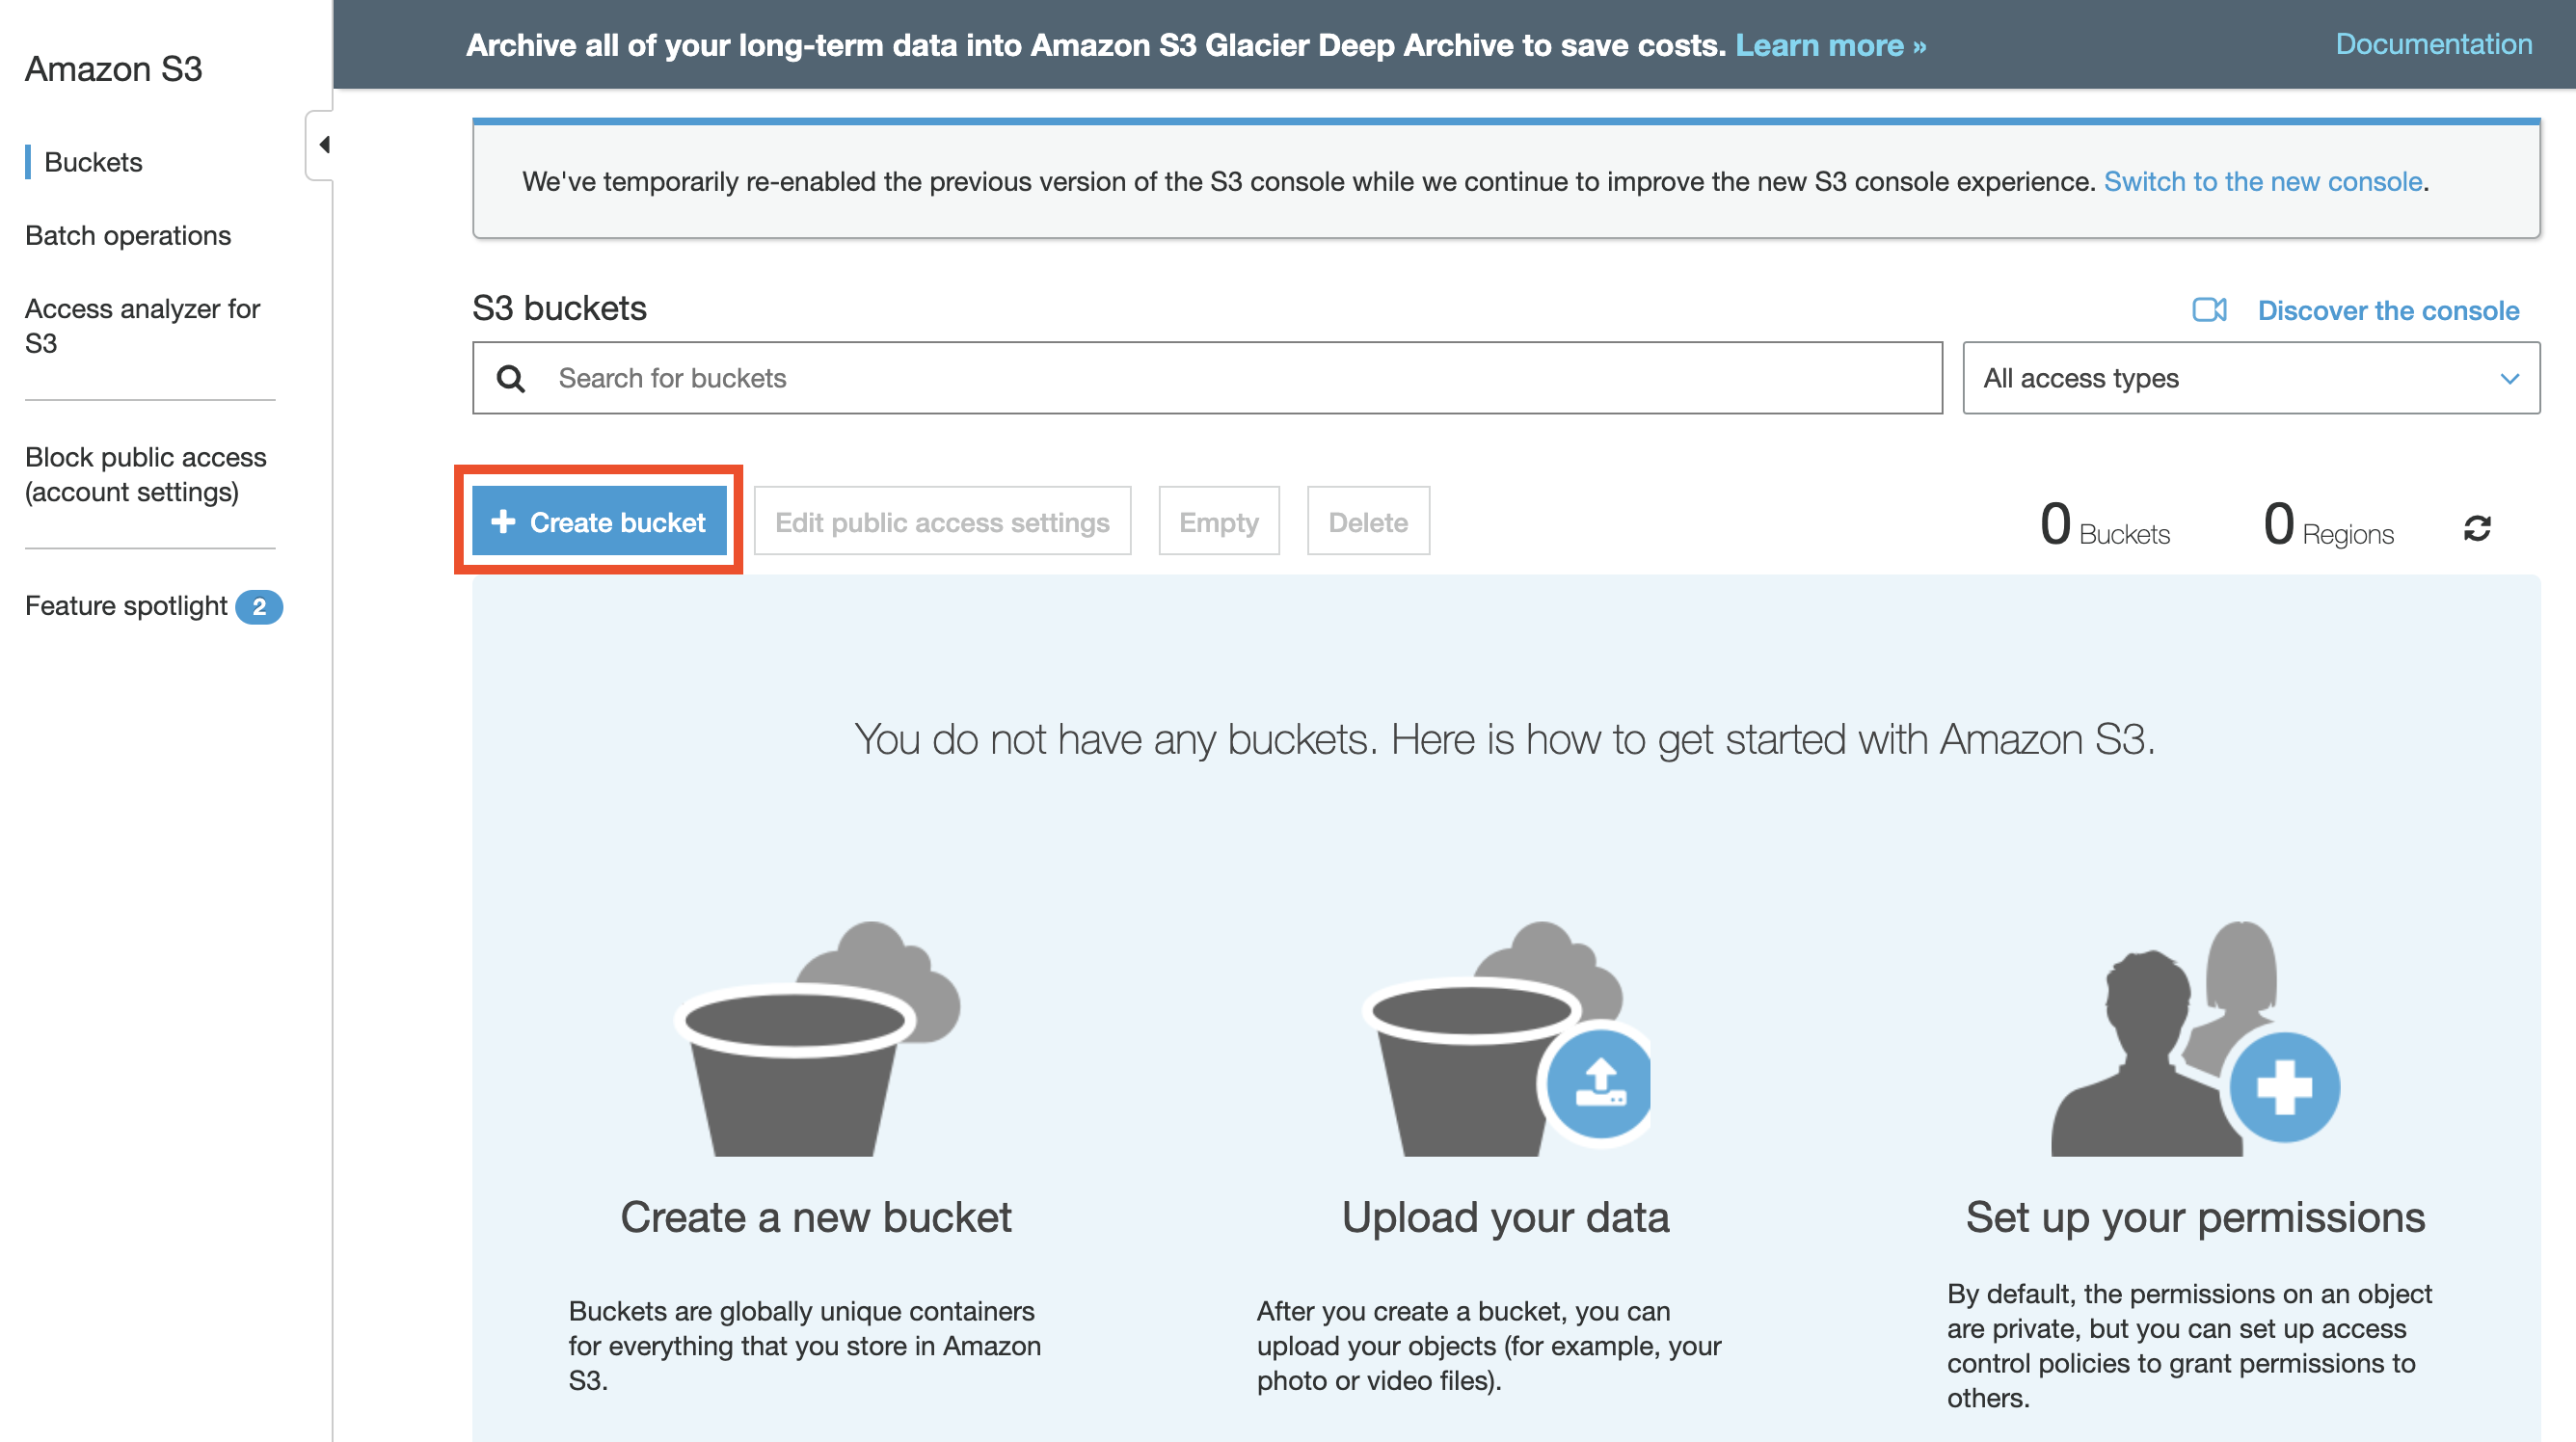 Amazon S3
Buckets
Batch operations
Access analyzer for
S3
Block public access
(account settings)
Feature spotlight 2
Archive all of your long-term data into Amazon S3 Glacier Deep Archive to save costs. Learn more »
Documentation
We've temporarily re-enabled the previous version of the S3 console while we continue to improve the new S3 console experience. Switch to the new console.
S3 buckets
Discover the console
Search for buckets
All access types
Create bucket
Edit public access settings
Empty
Delete
0 Buckets
0 Regions
You do not have any buckets. Here is how to get started with Amazon S3.
Create a new bucket
Buckets are globally unique containers
for everything that you store in Amazon
S3.
Upload your data
After you create a bucket, you can
upload your objects (for example, your
photo or video files).
Set up your permissions
By default, the permissions on an object
are private, but you can set up access
control policies to grant permissions to
others.